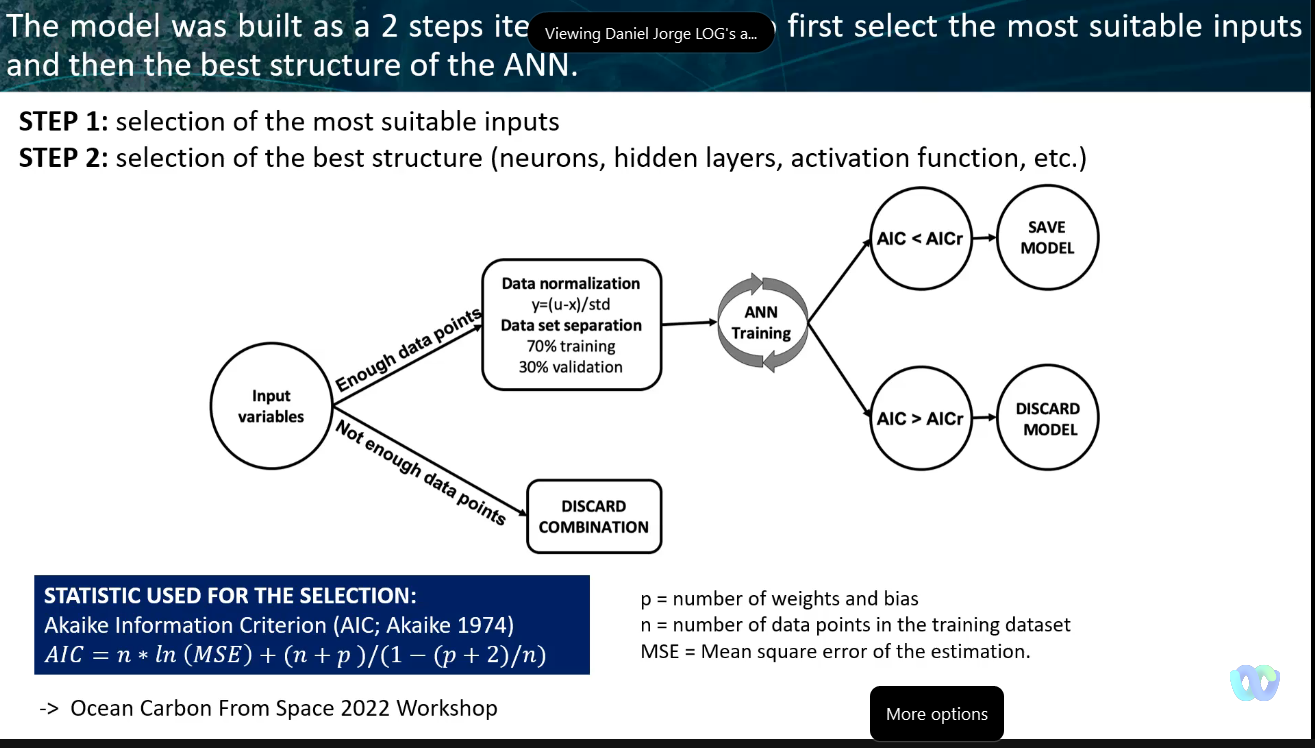 The model was built as a 2 steps ite first select the most suitable inputs
Viewing Daniel Jorge LOG's a...
and then the best structure of the ANN.
STEP 1: selection of the most suitable inputs
STEP 2: selection of the best structure (neurons, hidden layers, activation function, etc.)
Input
variables
Enough data points
Not enough data points
Data normalization
y=(u-x)/std
Data set separation
70% training
30% validation
DISCARD
COMBINATION
ANN
Training
AIC < AICr
SAVE
MODEL
AIC > AICr
DISCARD
MODEL
STATISTIC USED FOR THE SELECTION:
Akaike Information Criterion (AIC; Akaike 1974)
AIC = n * ln (MSE) + (n + p )/(1 − (p + 2)/n)
p = number of weights and bias
n = number of data points in the training dataset
MSE = Mean square error of the estimation.
-> Ocean Carbon From Space 2022 Workshop
More options